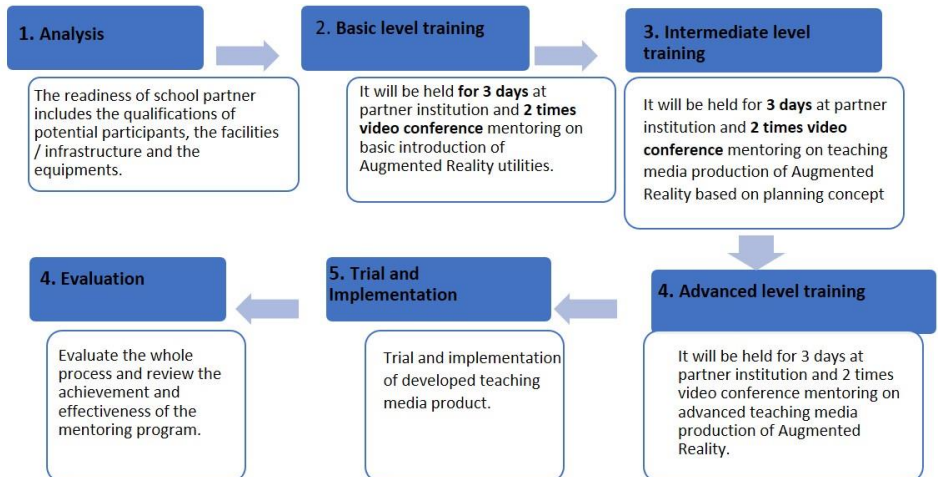 1. Analysis
The readiness of school partner
includes the qualifications of
potential participants, the facilities
/ infrastructure and the
equipments.
2. Basic level training
It will be held for 3 days at
partner institution and 2 times
video conference mentoring on
basic introduction of
Augmented Reality utilities.
3. Intermediate level
training
It will be held for 3 days at partner
institution and 2 times video
conference mentoring on teaching
media production of Augmented
Reality based on planning concept
4. Advanced level training
It will be held for 3 days at
partner institution and 2 times
video conference mentoring on
advanced teaching media
production of Augmented
Reality.
5. Trial and
Implementation
Trial and implementation
of developed teaching
media product.
4. Evaluation
Evaluate the whole
process and review the
achievement and
effectiveness of the
mentoring program.